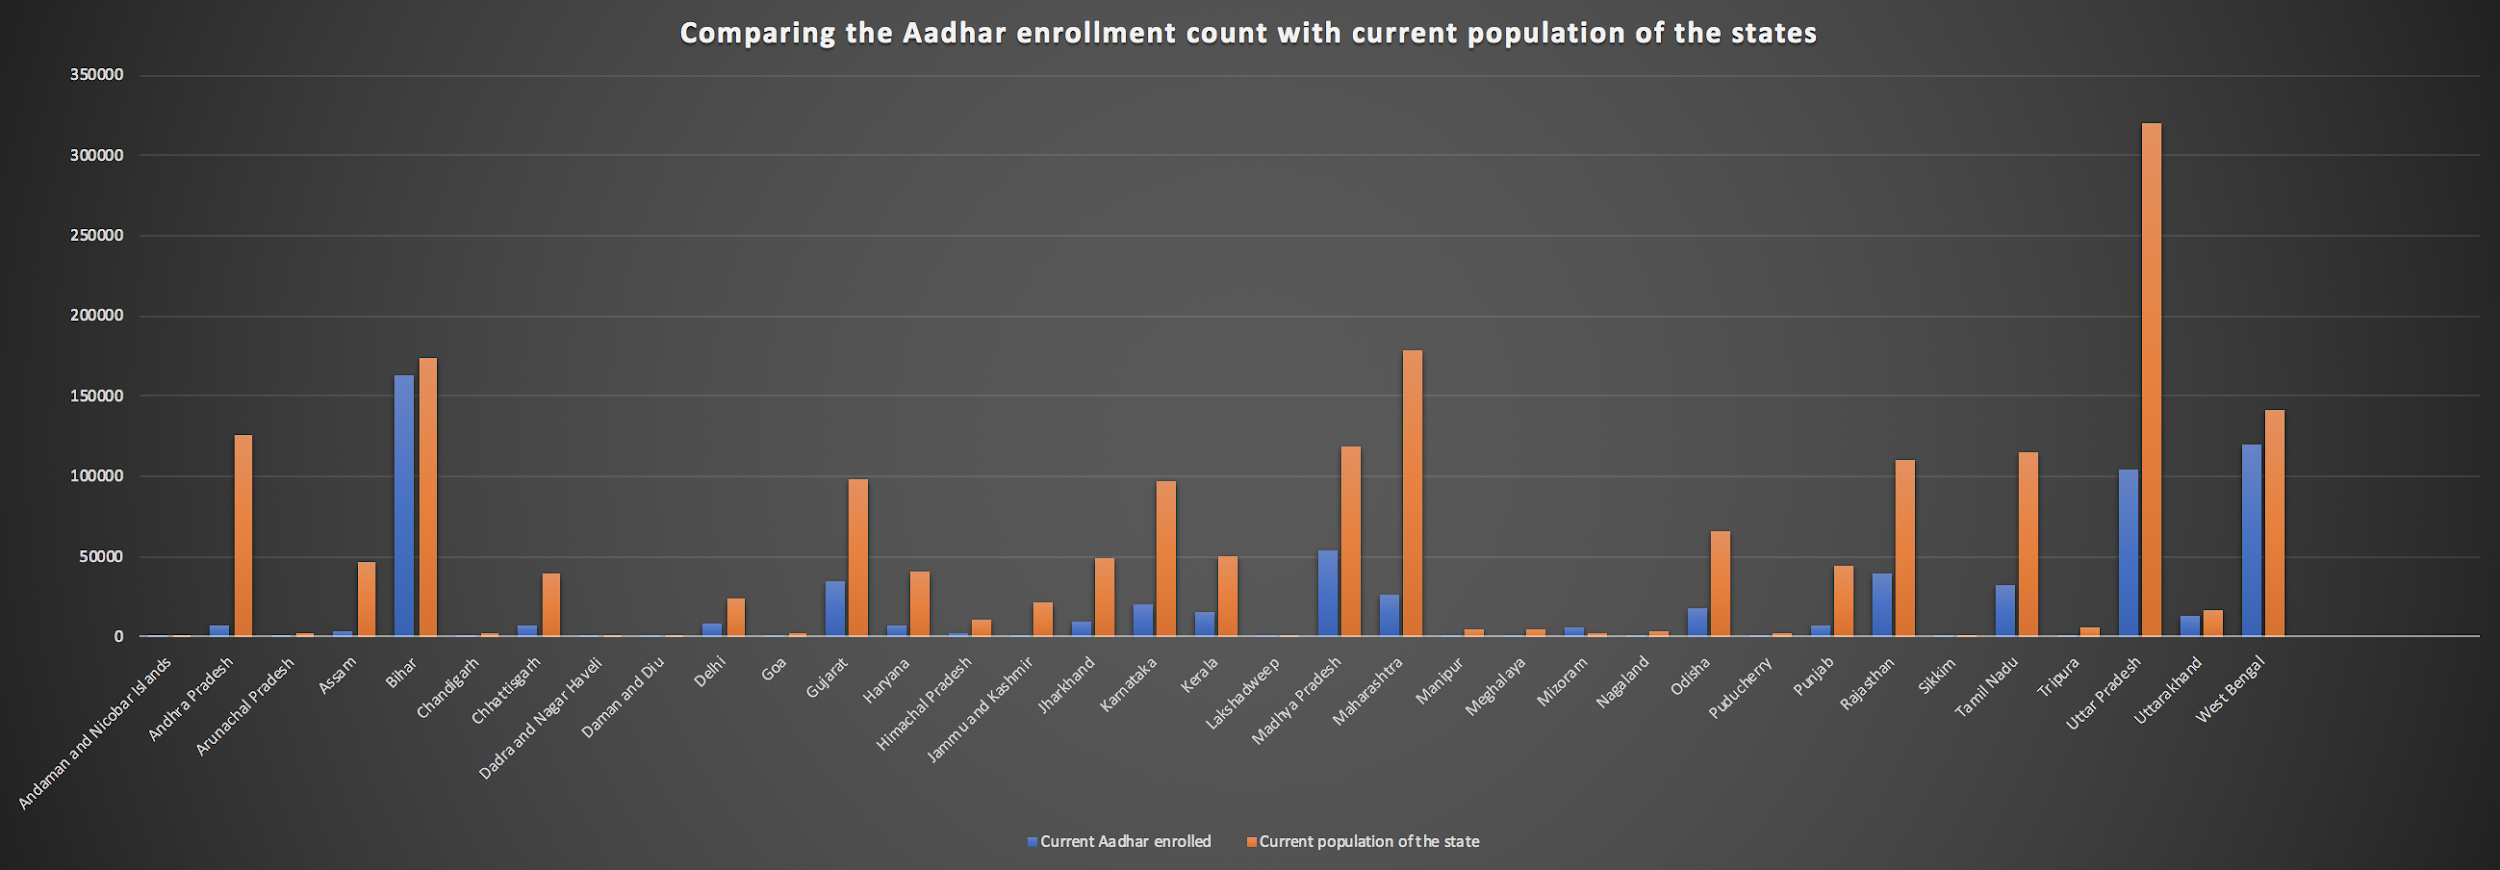 Comparing the Aadhar enrollment count with current population of the states
350000
300000
250000
200000
150000
100000
50000
0
Andaman and Nicobar Islands
Andhra Pradesh
Arunachal Pradesh
Assam
Bihar
Chandigarh
Chhattisgarh
Dadra and Nagar Haveli
Daman and Diu
Delhi
Goa
Gujarat
Haryana
Himachal Pradesh
Jammu and Kashmir
Jharkhand
Karnataka
Kerala
Lakshadweep
Madhya Pradesh
Maharashtra
Manipur
Meghalaya
Mizoram
Nagaland
Odisha
Puducherry
Punjab
Rajasthan
Sikkim
Tamil Nadu
Tripura
Uttar Pradesh
Uttarakhand
West Bengal
Current Aadhar enrolled
Current population of the state